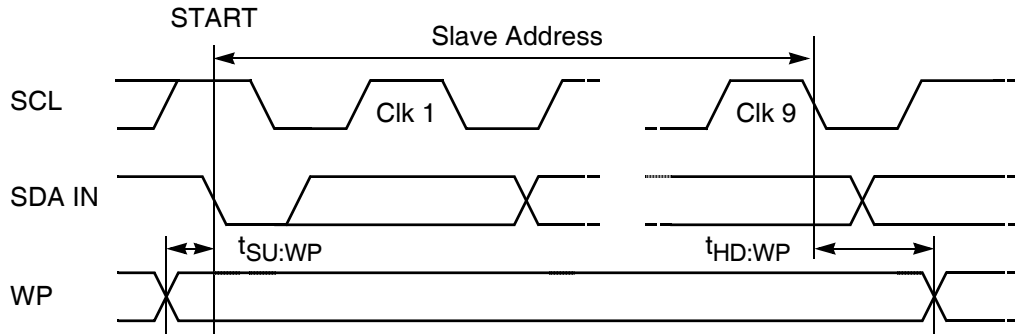 START
Slave Address
SCL
Clk 1
Clk 9
SDA IN
tSU:WP
tHD:WP
WP